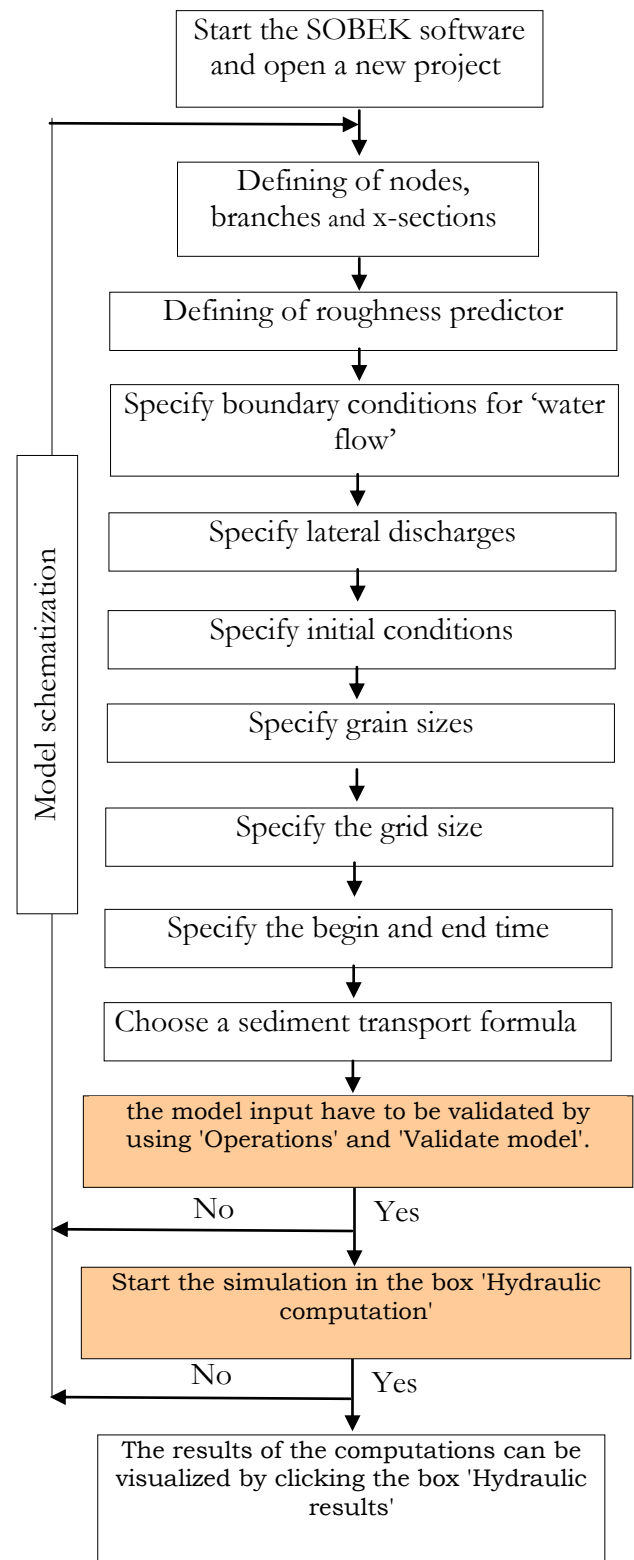 Start the SOBEK software
and open a new project
Defining of nodes,
branches and x-sections
Defining of roughness predictor
Specify boundary conditions for ‘water
flow’
Specify lateral discharges
Specify initial conditions
Model schematization
Specify grain sizes
Specify the grid size
Specify the begin and end time
Choose a sediment transport formula
the model input have to be validated by
using 'Operations' and 'Validate model'.
No
Yes
Start the simulation in the box 'Hydraulic
computation'
No
Yes
The results of the computations can be
visualized by clicking the box 'Hydraulic
results'